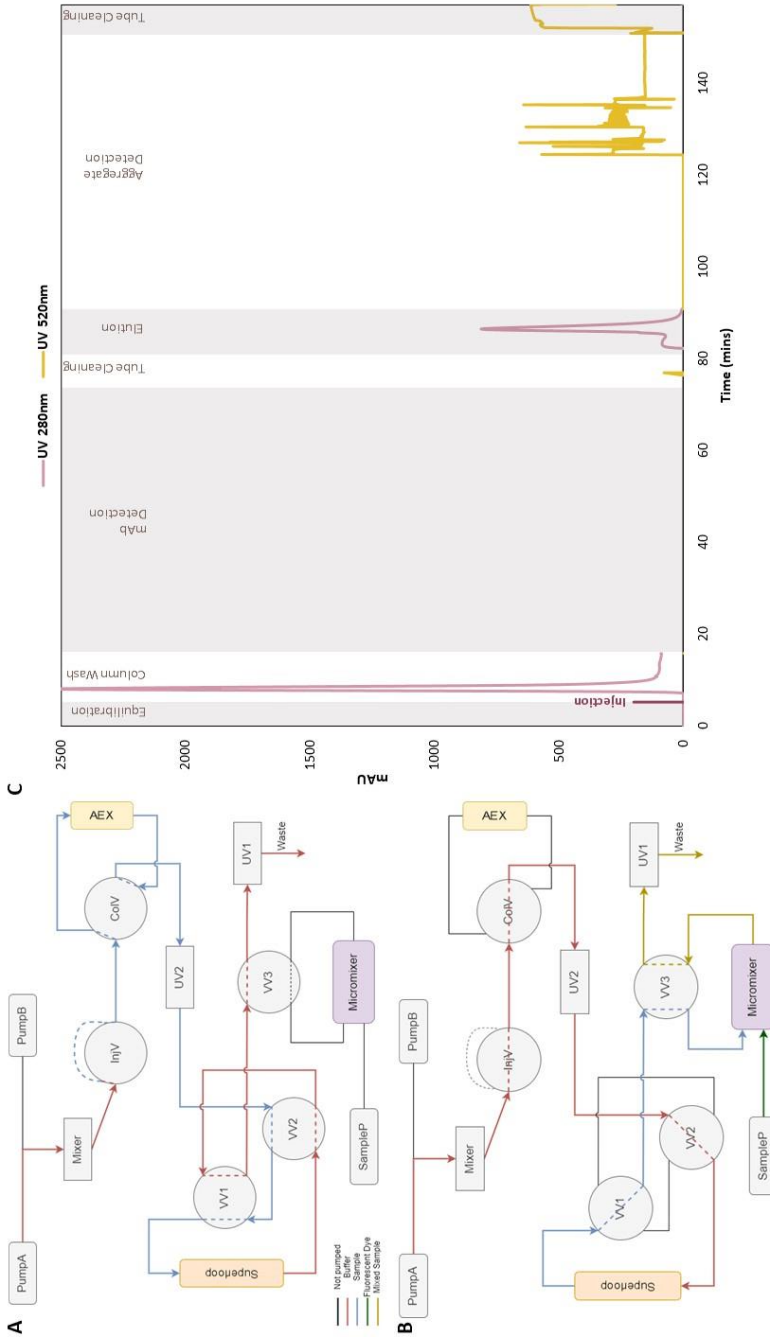 A
PumpA
PumpB
Mixer
InjV
ColV
AEX
UV2
Superloop
VV1
VV2
VV3
UV1
Waste
SampleP
Micromixer
Not pumped
Buffer
Sample
Fluorescent Dye
Mixed Sample
B
PumpA
PumpB
Mixer
InjV
ColV
AEX
UV2
Superloop
VV1
VV2
VV3
UV1
Waste
SampleP
Micromixer
C
UV 280nm
UV 520nm
mAU
2500
2000
1500
1000
500
0
Equilibration
Injection
Column Wash
mAb
Detection
Tube Cleaning
Elution
Aggregate
Detection
Tube Cleaning
0
20
40
60
80
100
120
140
Time (mins)